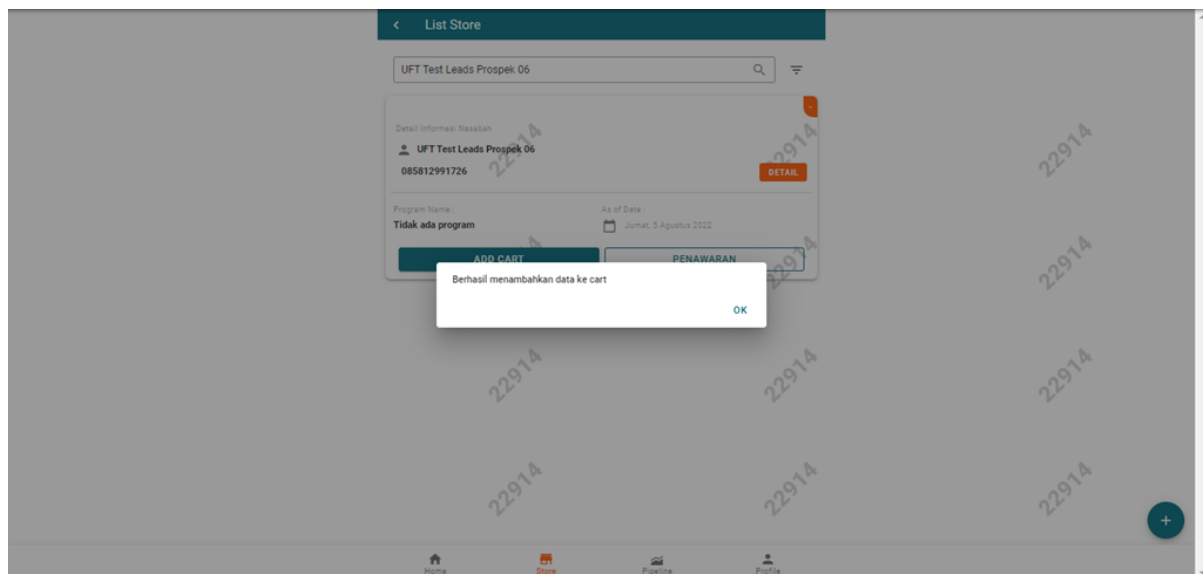 List Store
UFT Test Leads Prospek 06
-
Detail Informasi Nasabah
UFT Test Leads Prospek 06
085812991726
DETAIL
Program Name :
As of Date :
Tidak ada program
Jumat, 5 Agustus 2022
ADD CART
PENAWARAN
Berhasil menambahkan data ke cart
OK
22914
22914
22914
22914
22914
22914
22914
22914
22914
22914
22914
22914
Home
Store
Pipeline
Profile